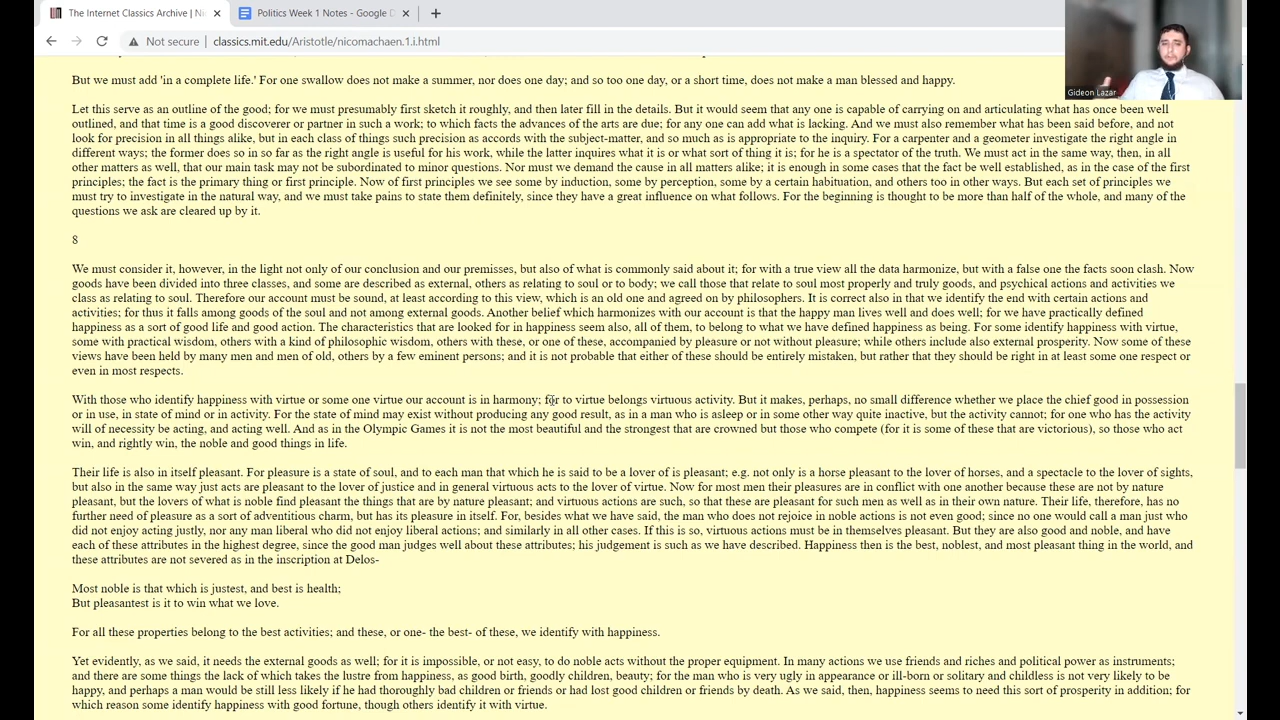 The Internet Classics Archive | Ni
Politics Week 1 Notes - Google D
Not secure
classics.mit.edu/Aristotle/nicomachaen.1.i.html
Gideon Lazar
But we must add 'in a complete life.' For one swallow does not make a summer, nor does one day; and so too one day, or a short time, does not make a man blessed and happy.
Let this serve as an outline of the good; for we must presumably first sketch it roughly, and then later fill in the details. But it would seem that any one is capable of carrying on and articulating what has once been well
outlined, and that time is a good discoverer or partner in such a work; to which facts the advances of the arts are due; for any one can add what is lacking. And we must also remember what has been said before, and not
look for precision in all things alike, but in each class of things such precision as accords with the subject-matter, and so much as is appropriate to the inquiry. For a carpenter and a geometer investigate the right angle in
different ways; the former does so in so far as the right angle is useful for his work, while the latter inquires what it is or what sort of thing it is; for he is a spectator of the truth. We must act in the same way, then, in all
other matters as well, that our main task may not be subordinated to minor questions. Nor must we demand the cause in all matters alike; it is enough in some cases that the fact be well established, as in the case of the first
principles; the fact is the primary thing or first principle. Now of first principles we see some by induction, some by perception, some by a certain habituation, and others too in other ways. But each set of principles we
must try to investigate in the natural way, and we must take pains to state them definitely, since they have a great influence on what follows. For the beginning is thought to be more than half of the whole, and many of the
questions we ask are cleared up by it.
8
We must consider it, however, in the light not only of our conclusion and our premisses, but also of what is commonly said about it; for with a true view all the data harmonize, but with a false one the facts soon clash. Now
goods have been divided into three classes, and some are described as external, others as relating to soul or to body; we call those that relate to soul most properly and truly goods, and psychical actions and activities we
class as relating to soul. Therefore our account must be sound, at least according to this view, which is an old one and agreed on by philosophers. It is correct also in that we identify the end with certain actions and
activities; for thus it falls among goods of the soul and not among external goods. Another belief which harmonizes with our account is that the happy man lives well and does well; for we have practically defined
happiness as a sort of good life and good action. The characteristics that are looked for in happiness seem also, all of them, to belong to what we have defined happiness as being. For some identify happiness with virtue,
some with practical wisdom, others with a kind of philosophic wisdom, others with these, or one of these, accompanied by pleasure or not without pleasure; while others include also external prosperity. Now some of these
views have been held by many men and men of old, others by a few eminent persons; and it is not probable that either of these should be entirely mistaken, but rather that they should be right in at least some one respect or
even in most respects.
With those who identify happiness with virtue or some one virtue our account is in harmony; for to virtue belongs virtuous activity. But it makes, perhaps, no small difference whether we place the chief good in possession
or in use, in state of mind or in activity. For the state of mind may exist without producing any good result, as in a man who is asleep or in some other way quite inactive, but the activity cannot; for one who has the activity
will of necessity be acting, and acting well. And as in the Olympic Games it is not the most beautiful and the strongest that are crowned but those who compete (for it is some of these that are victorious), so those who act
win, and rightly win, the noble and good things in life.
Their life is also in itself pleasant. For pleasure is a state of soul, and to each man that which he is said to be a lover of is pleasant; e.g. not only is a horse pleasant to the lover of horses, and a spectacle to the lover of sights,
but also in the same way just acts are pleasant to the lover of justice and in general virtuous acts to the lover of virtue. Now for most men their pleasures are in conflict with one another because these are not by nature
pleasant, but the lovers of what is noble find pleasant the things that are by nature pleasant; and virtuous actions are such, so that these are pleasant for such men as well as in their own nature. Their life, therefore, has no
further need of pleasure as a sort of adventitious charm, but has its pleasure in itself. For, besides what we have said, the man who does not rejoice in noble actions is not even good; since no one would call a man just who
did not enjoy acting justly, nor any man liberal who did not enjoy liberal actions; and similarly in all other cases. If this is so, virtuous actions must be in themselves pleasant. But they are also good and noble, and have
each of these attributes in the highest degree, since the good man judges well about these attributes; his judgement is such as we have described. Happiness then is the best, noblest, and most pleasant thing in the world, and
these attributes are not severed as in the inscription at Delos-
Most noble is that which is justest, and best is health;
But pleasantest is it to win what we love.
For all these properties belong to the best activities; and these, or one- the best- of these, we identify with happiness.
Yet evidently, as we said, it needs the external goods as well; for it is impossible, or not easy, to do noble acts without the proper equipment. In many actions we use friends and riches and political power as instruments;
and there are some things the lack of which takes the lustre from happiness, as good birth, goodly children, beauty; for the man who is very ugly in appearance or ill-born or solitary and childless is not very likely to be
happy, and perhaps a man would be still less likely if he had thoroughly bad children or friends or had lost good children or friends by death. As we said, then, happiness seems to need this sort of prosperity in addition; for
which reason some identify happiness with good fortune, though others identify it with virtue.